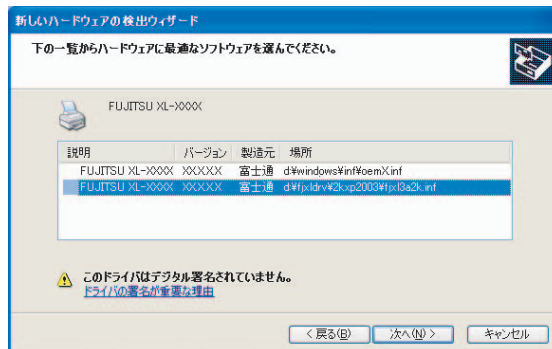 新しいハードウェアの検出ウィザード
下の一覧からハードウェアに最適なソフトウェアを選んでください。
FUJITSU XL-XXXX
説明 バージョン 製造元 場所
FUJITSU XL-XXXX XXXXX 富士通 d:¥windows¥inf¥oemX.inf
FUJITSU XL-XXXX XXXXX 富士通 d:¥fjxldrv¥2kxp2003¥fjxl3a2k.inf
このドライバはデジタル署名されていません。
ドライバの署名が重要な理由
< 戻る(B) 次へ(N) > キャンセル